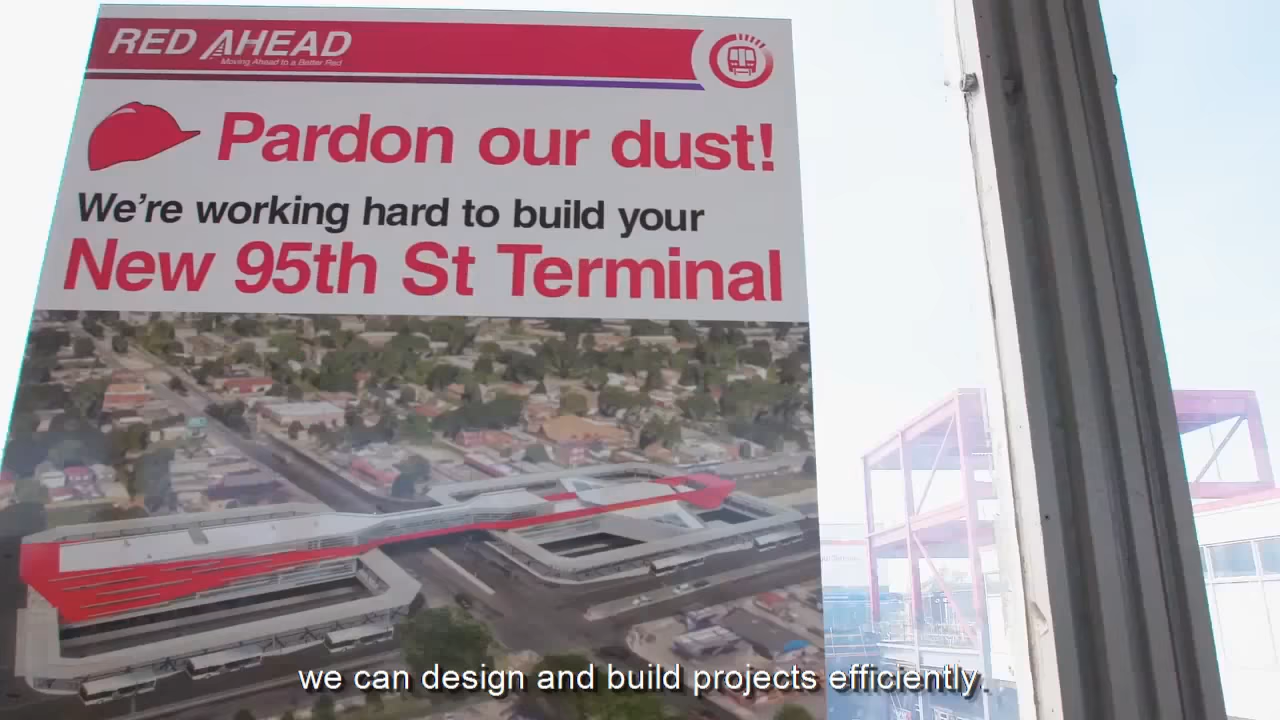 RED AHEAD
Moving Ahead to a Better Red
Pardon our dust!
We're working hard to build your
New 95th St Terminal
we can design and build projects efficiently.